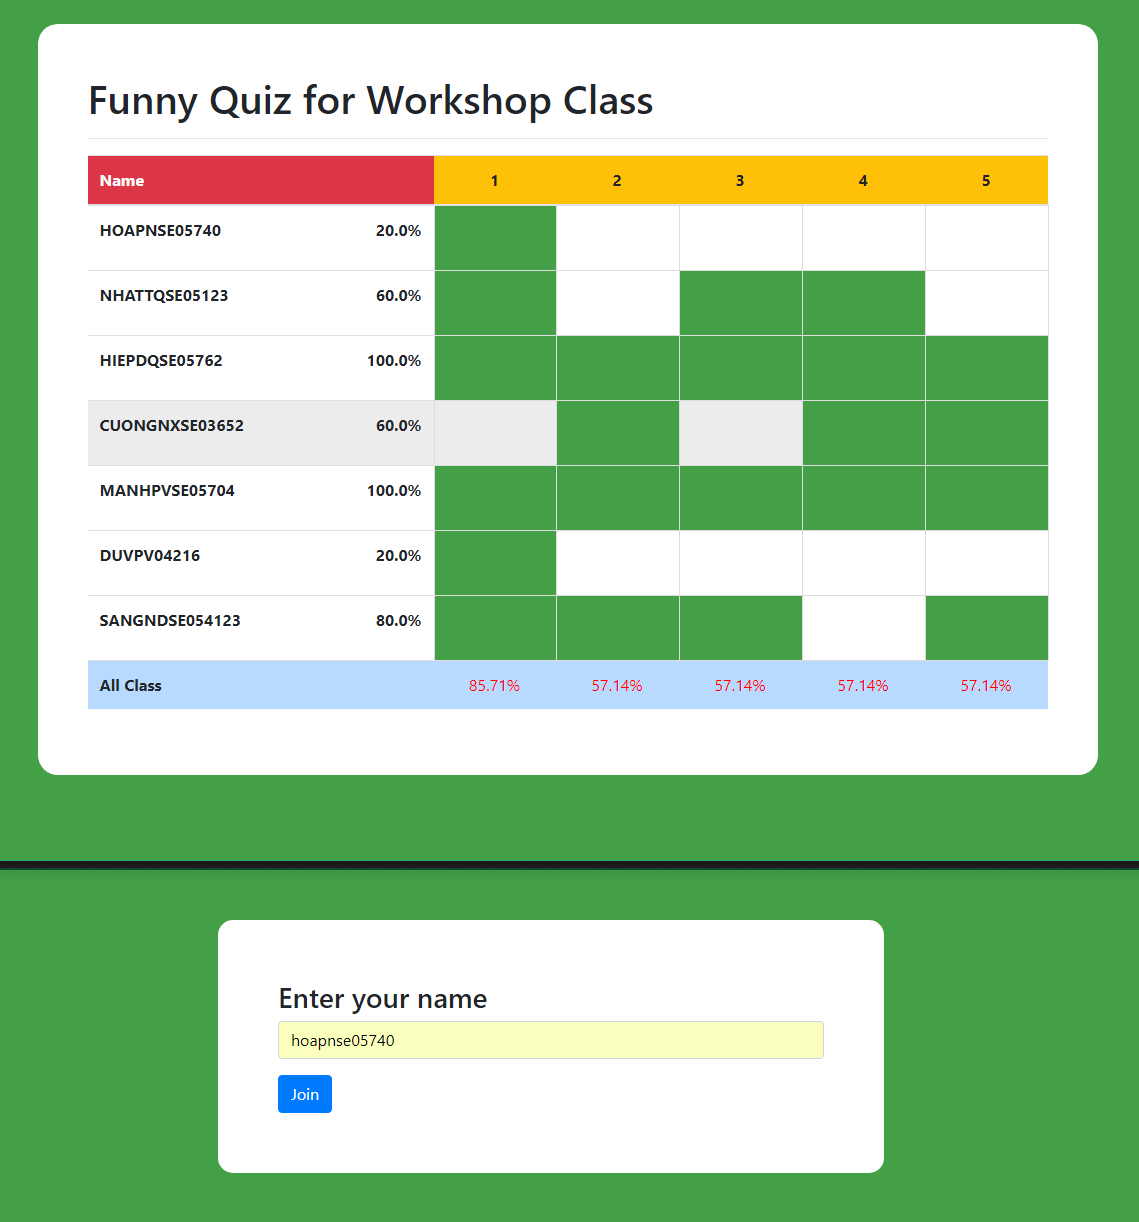 Funny Quiz for Workshop Class
Name 1 2 3 4 5
HOAPNSE05740 20.0%
NHATTQSE05123 60.0%
HIEPDQSE05762 100.0%
CUONGNXSE03652 60.0%
MANHPVSE05704 100.0%
DUVPV04216 20.0%
SANGNDSE054123 80.0%
All Class 85.71% 57.14% 57.14% 57.14% 57.14%
Enter your name
hoapnse05740
Join